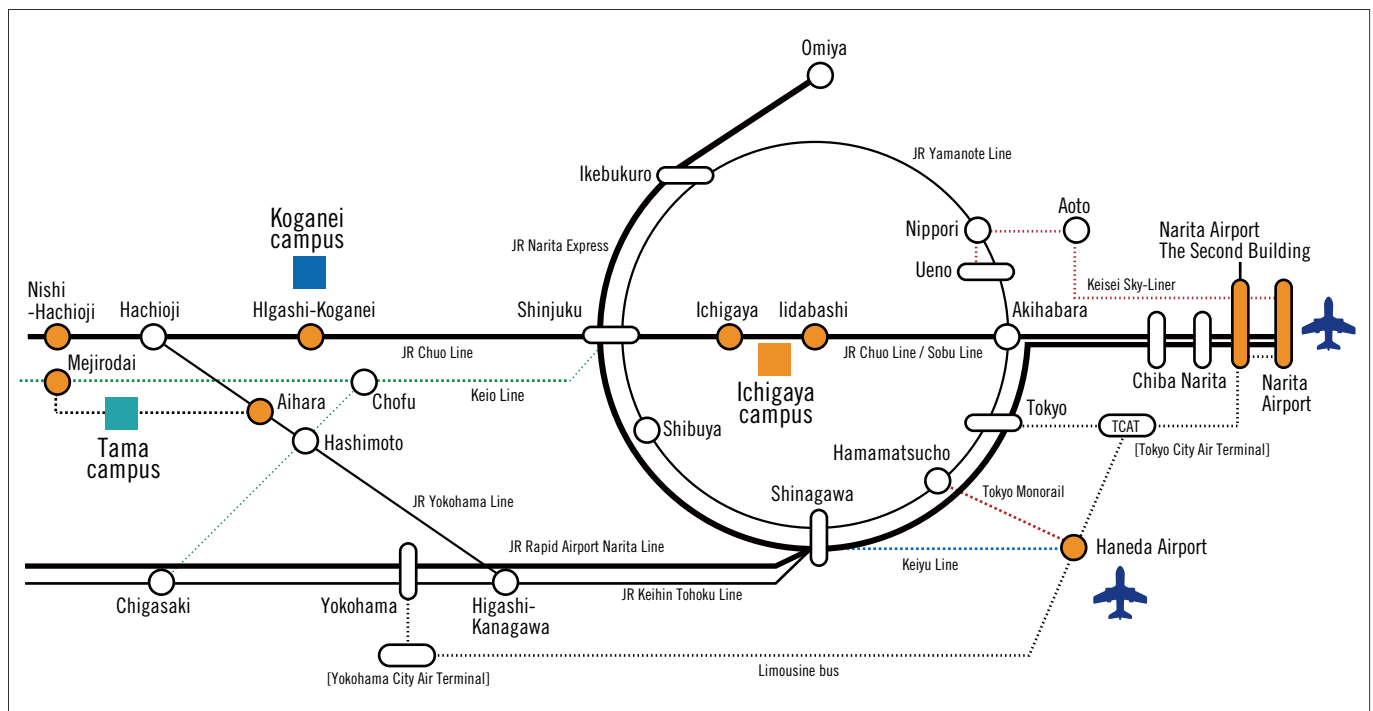 Omiya
JR Yamanote Line
Ikebukuro
Koganei
campus
JR Narita Express
Nippori
Aoto
Narita Airport
The Second Building
Ueno
Keisei Sky-Liner
Nishi
-Hachioji
Hachioji
HIgashi-Koganei
Shinjuku
Ichigaya
Iidabashi
Akihabara
JR Chuo Line
JR Chuo Line / Sobu Line
Mejirodai
Keio Line
Chofu
Ichigaya
campus
Chiba
Narita
Narita
Airport
Aihara
Tama
campus
Hashimoto
Shibuya
Tokyo
TCAT
[Tokyo City Air Terminal]
Hamamatsucho
Tokyo Monorail
JR Yokohama Line
Shinagawa
JR Rapid Airport Narita Line
Keiyu Line
Haneda Airport
Chigasaki
Yokohama
Higashi-
Kanagawa
JR Keihin Tohoku Line
[Yokohama City Air Terminal]
Limousine bus